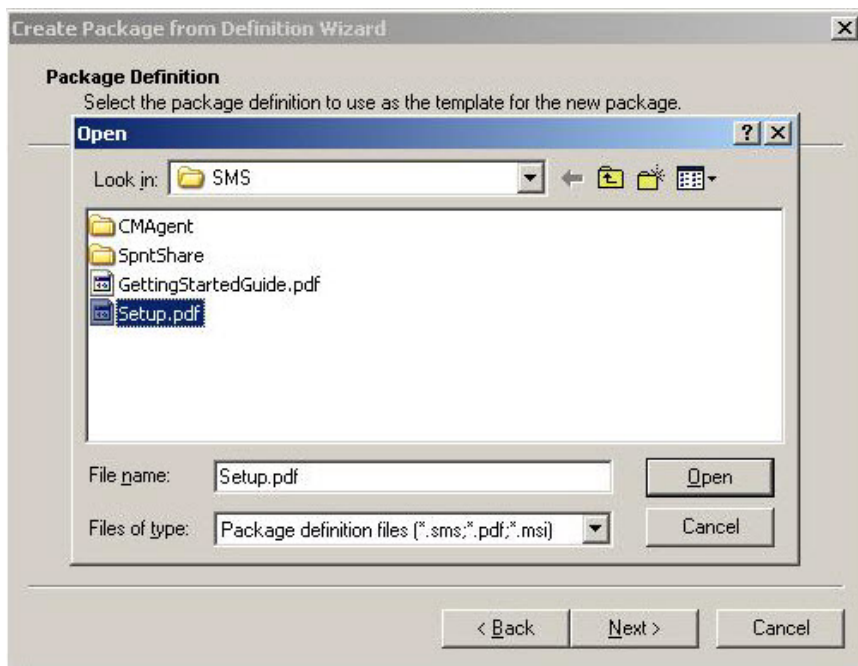 Create Package from Definition Wizard
Package Definition
Select the package definition to use as the template for the new package.
Open
Look in: SMS
CMAgent
SpntShare
GettingStartedGuide.pdf
Setup.pdf
File name: Setup.pdf Open
Files of type: Package definition files (*.sms;*.pdf;*.msi) Cancel
< Back Next > Cancel